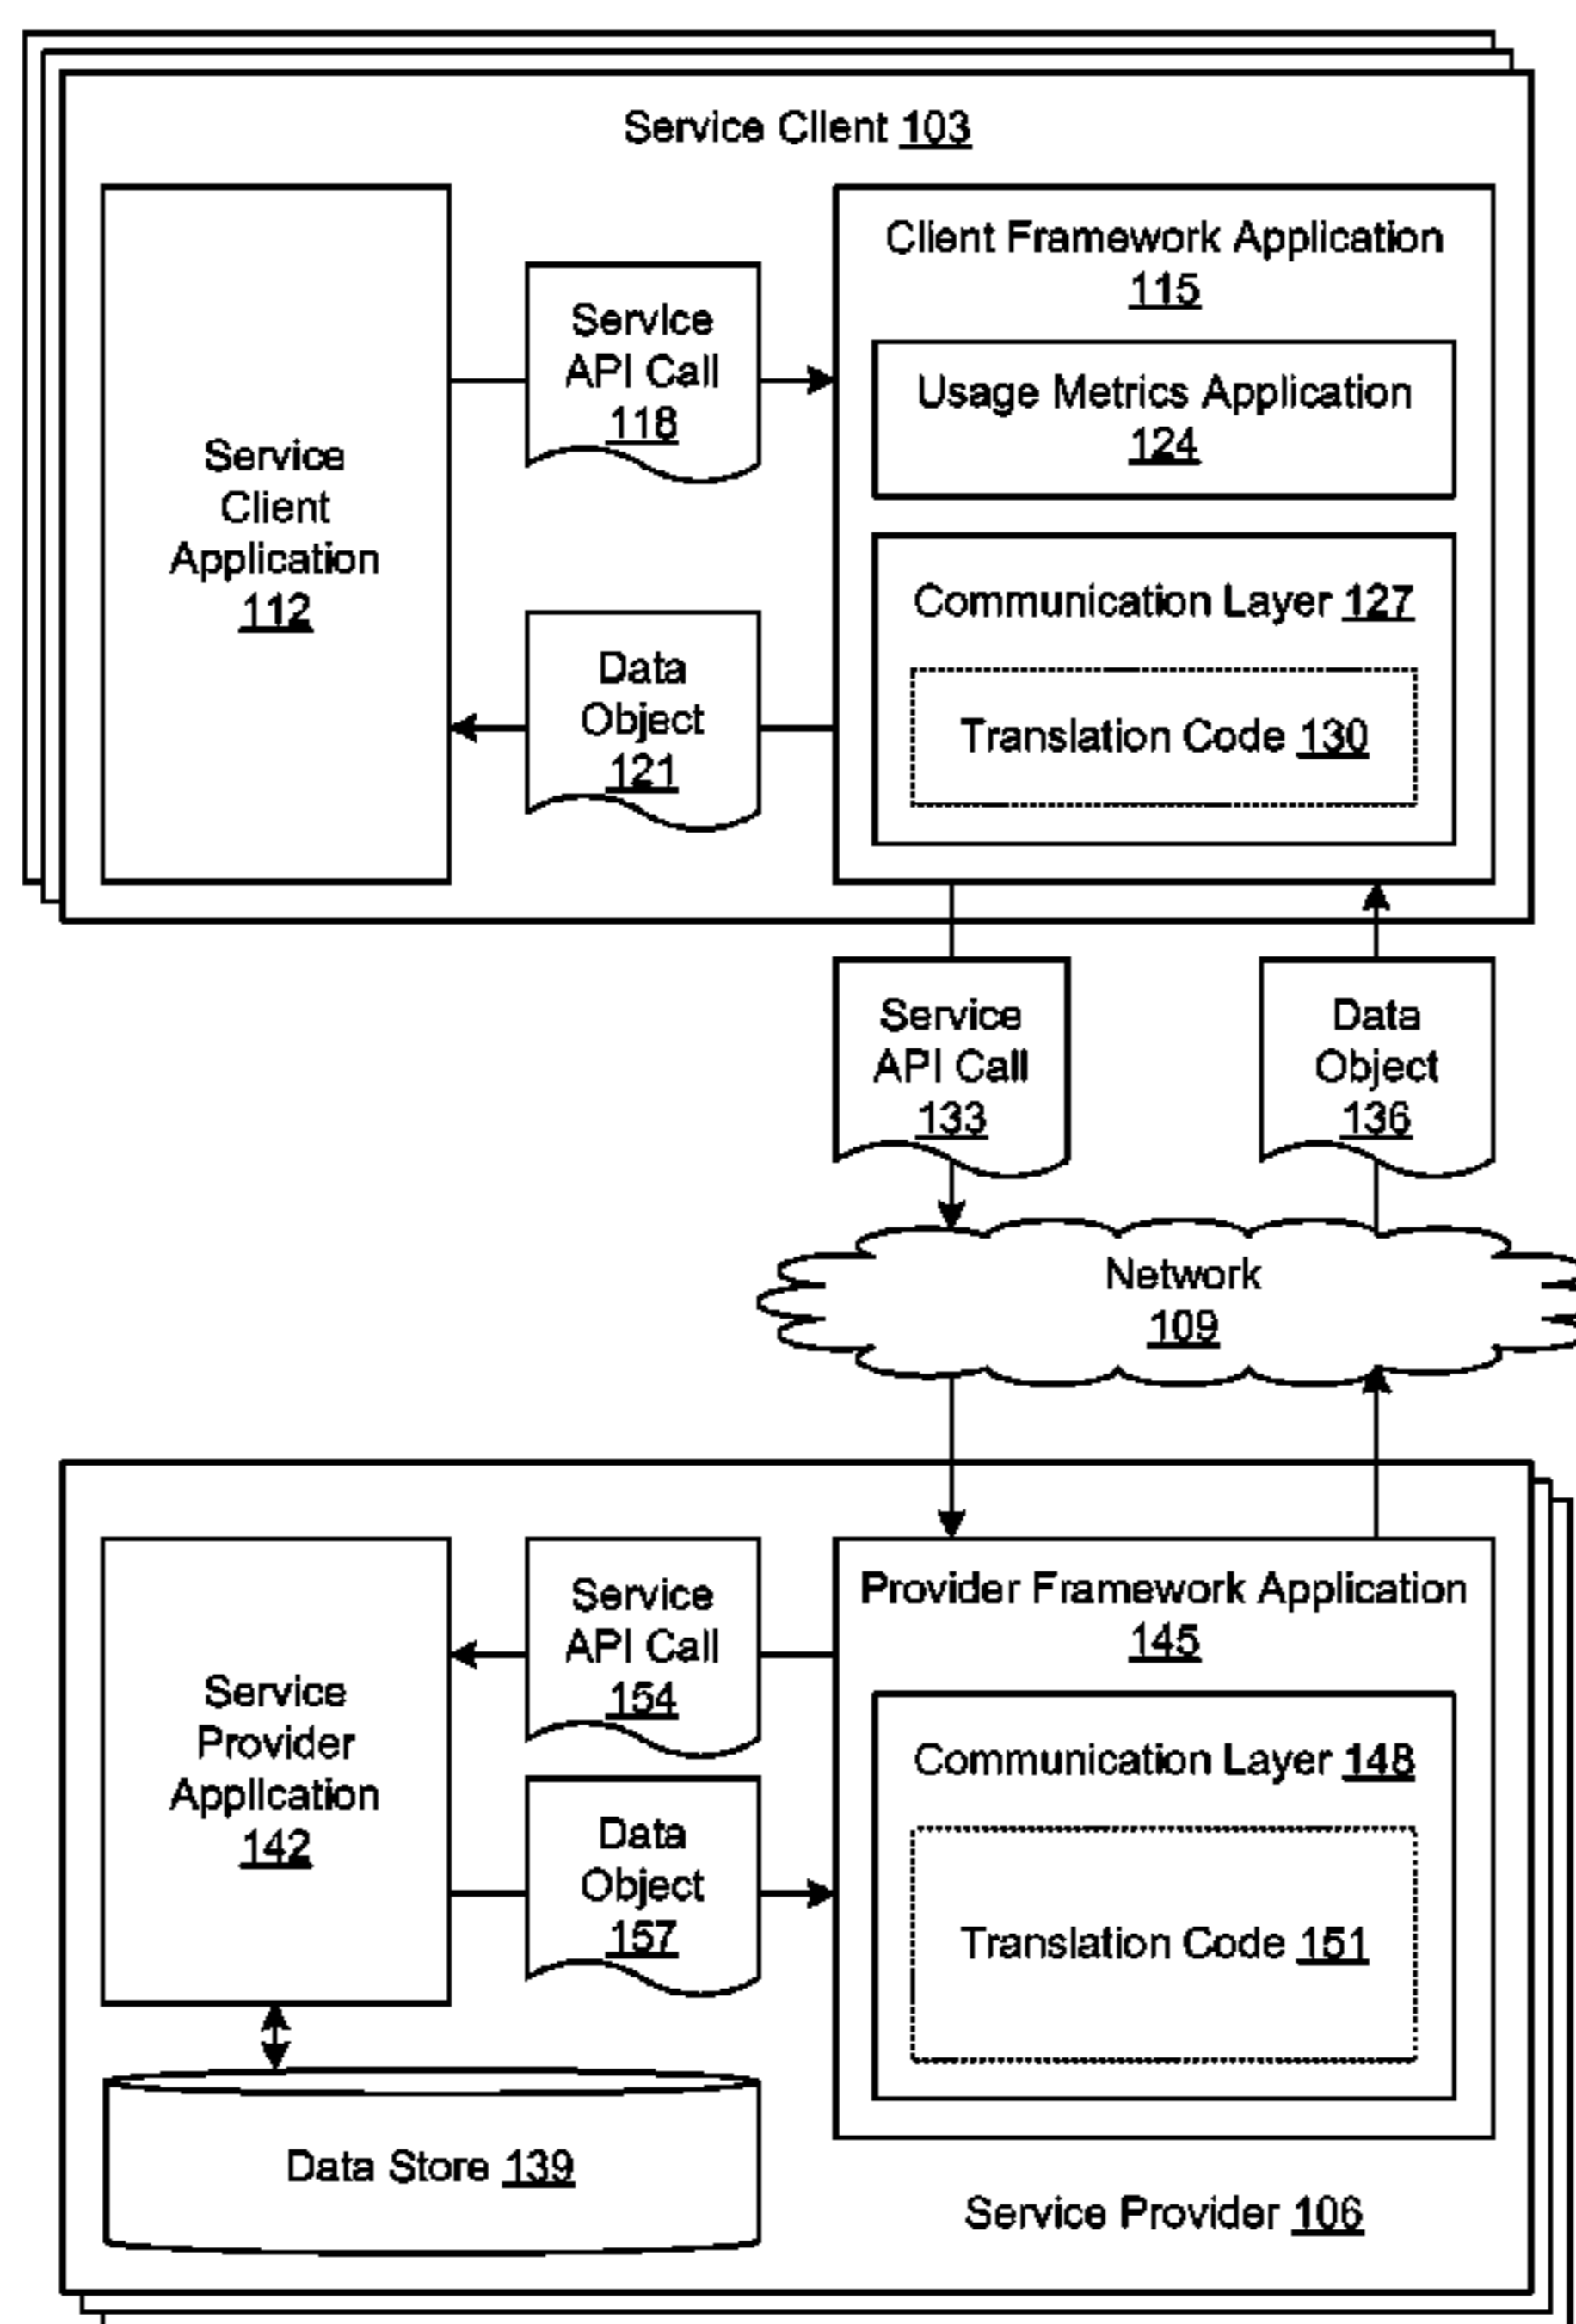 Service Client 103
Service
Client
Application
112
Service
API Call
118
Data
Object
121
Client Framework Application
115
Usage Metrics Application
124
Communication Layer 127
Translation Code 130
Service
API Call
133
Data
Object
136
Network
109
Service
Provider
Application
142
Service
API Call
154
Data
Object
157
Provider Framework Application
145
Communication Layer 148
Translation Code 151
Data Store 139
Service Provider 106